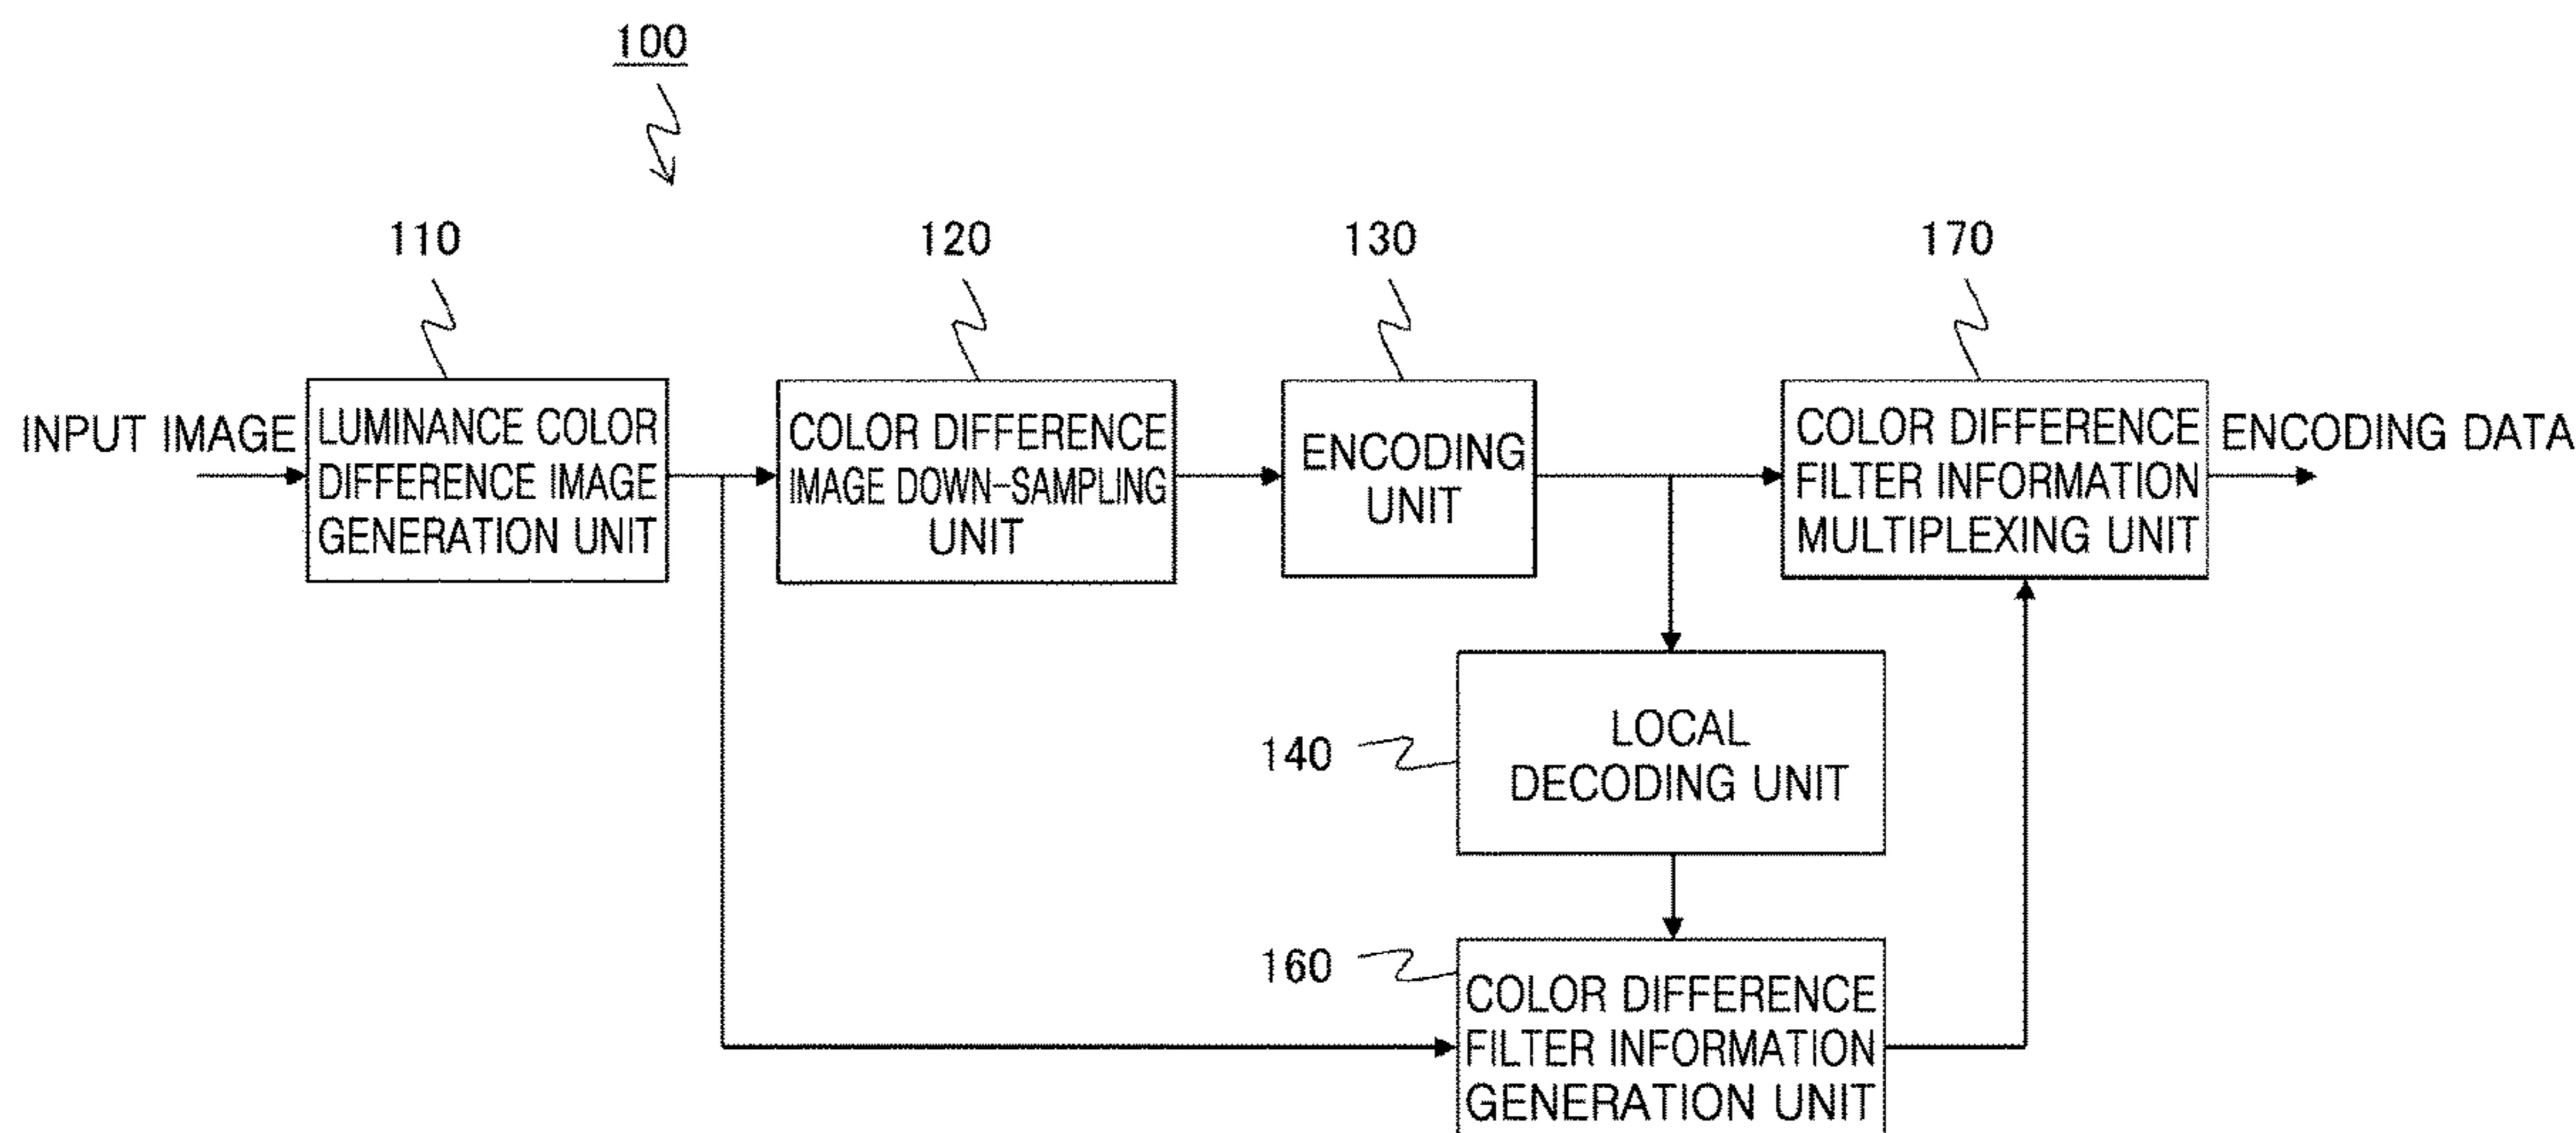 100
110
120
130
170
INPUT IMAGE
LUMINANCE COLOR
DIFFERENCE IMAGE
GENERATION UNIT
COLOR DIFFERENCE
IMAGE DOWN-SAMPLING
UNIT
ENCODING
UNIT
COLOR DIFFERENCE
FILTER INFORMATION
MULTIPLEXING UNIT
ENCODING DATA
140
LOCAL
DECODING UNIT
160
COLOR DIFFERENCE
FILTER INFORMATION
GENERATION UNIT